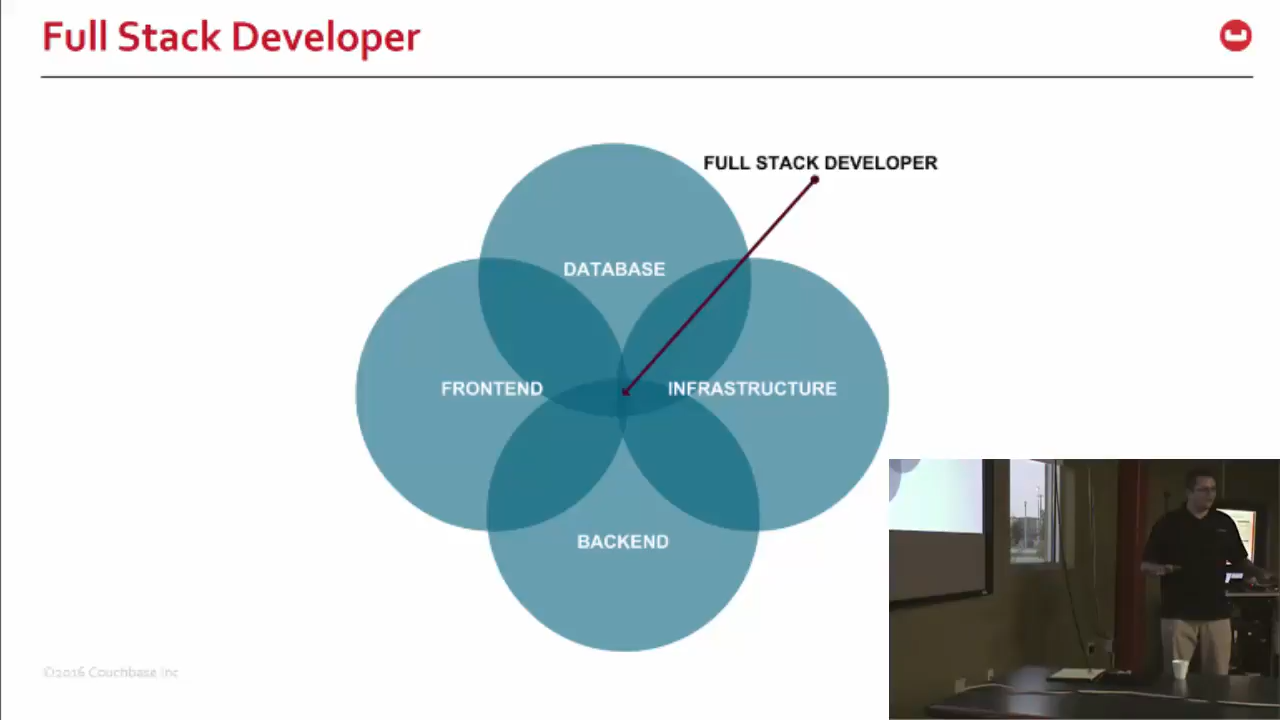 Full Stack Developer
FULL STACK DEVELOPER
DATABASE
FRONTEND
INFRASTRUCTURE
BACKEND
©2016 Couchbase Inc